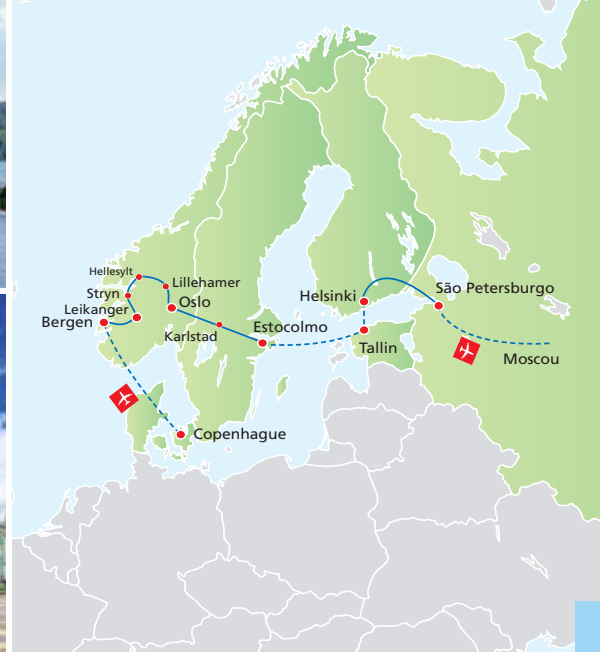 Hellesylt
Lillehamer
Stryn
Oslo
Leikanger
Bergen
Karlstad
Estocolmo
Helsinki
São Petersburgo
Tallin
Moscou
Copenhague